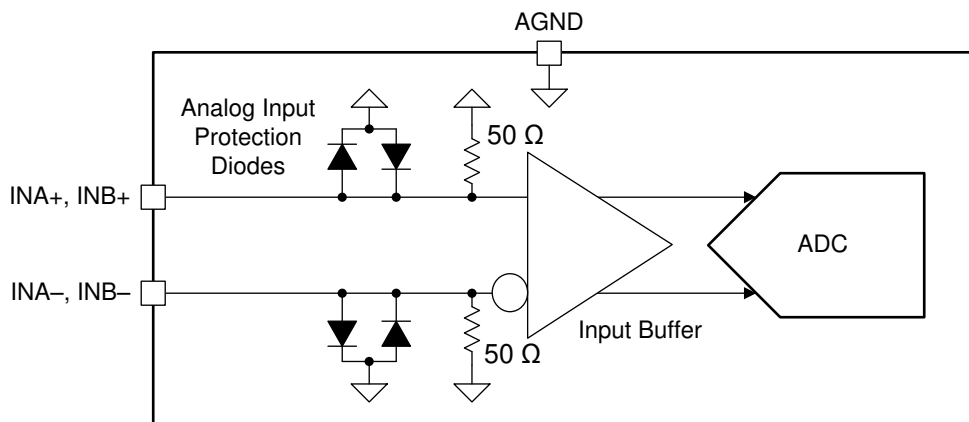 AGND
Analog Input
Protection
Diodes
50 Ω
INA+, INB+
ADC
INA–, INB–
Input Buffer
50 Ω